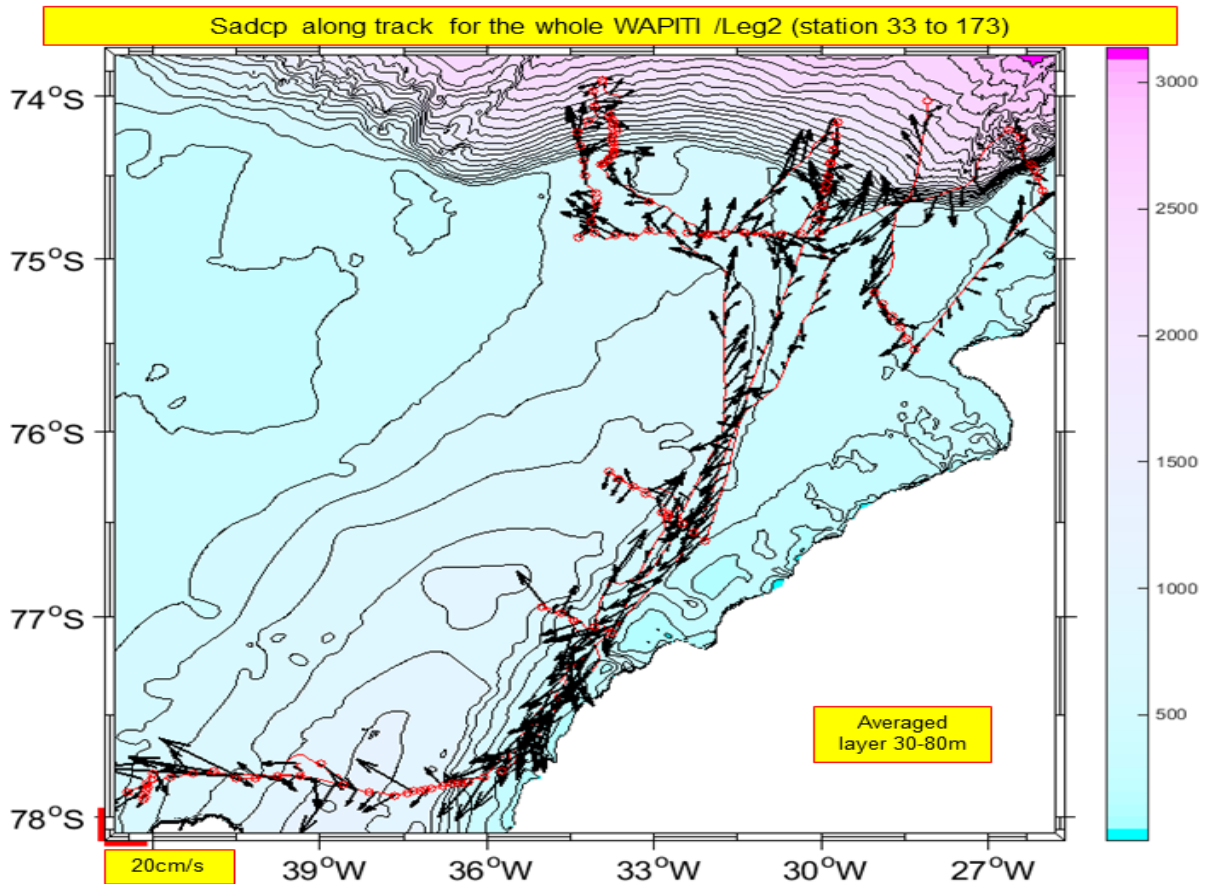 Sadcp along track for the whole WAPITI /Leg2 (station 33 to 173)
74°S
75°S
76°S
77°S
78°S
3000
2500
2000
1500
1000
500
Averaged
layer 30-80m
20cm/s
39°W
36°W
33°W
30°W
27°W